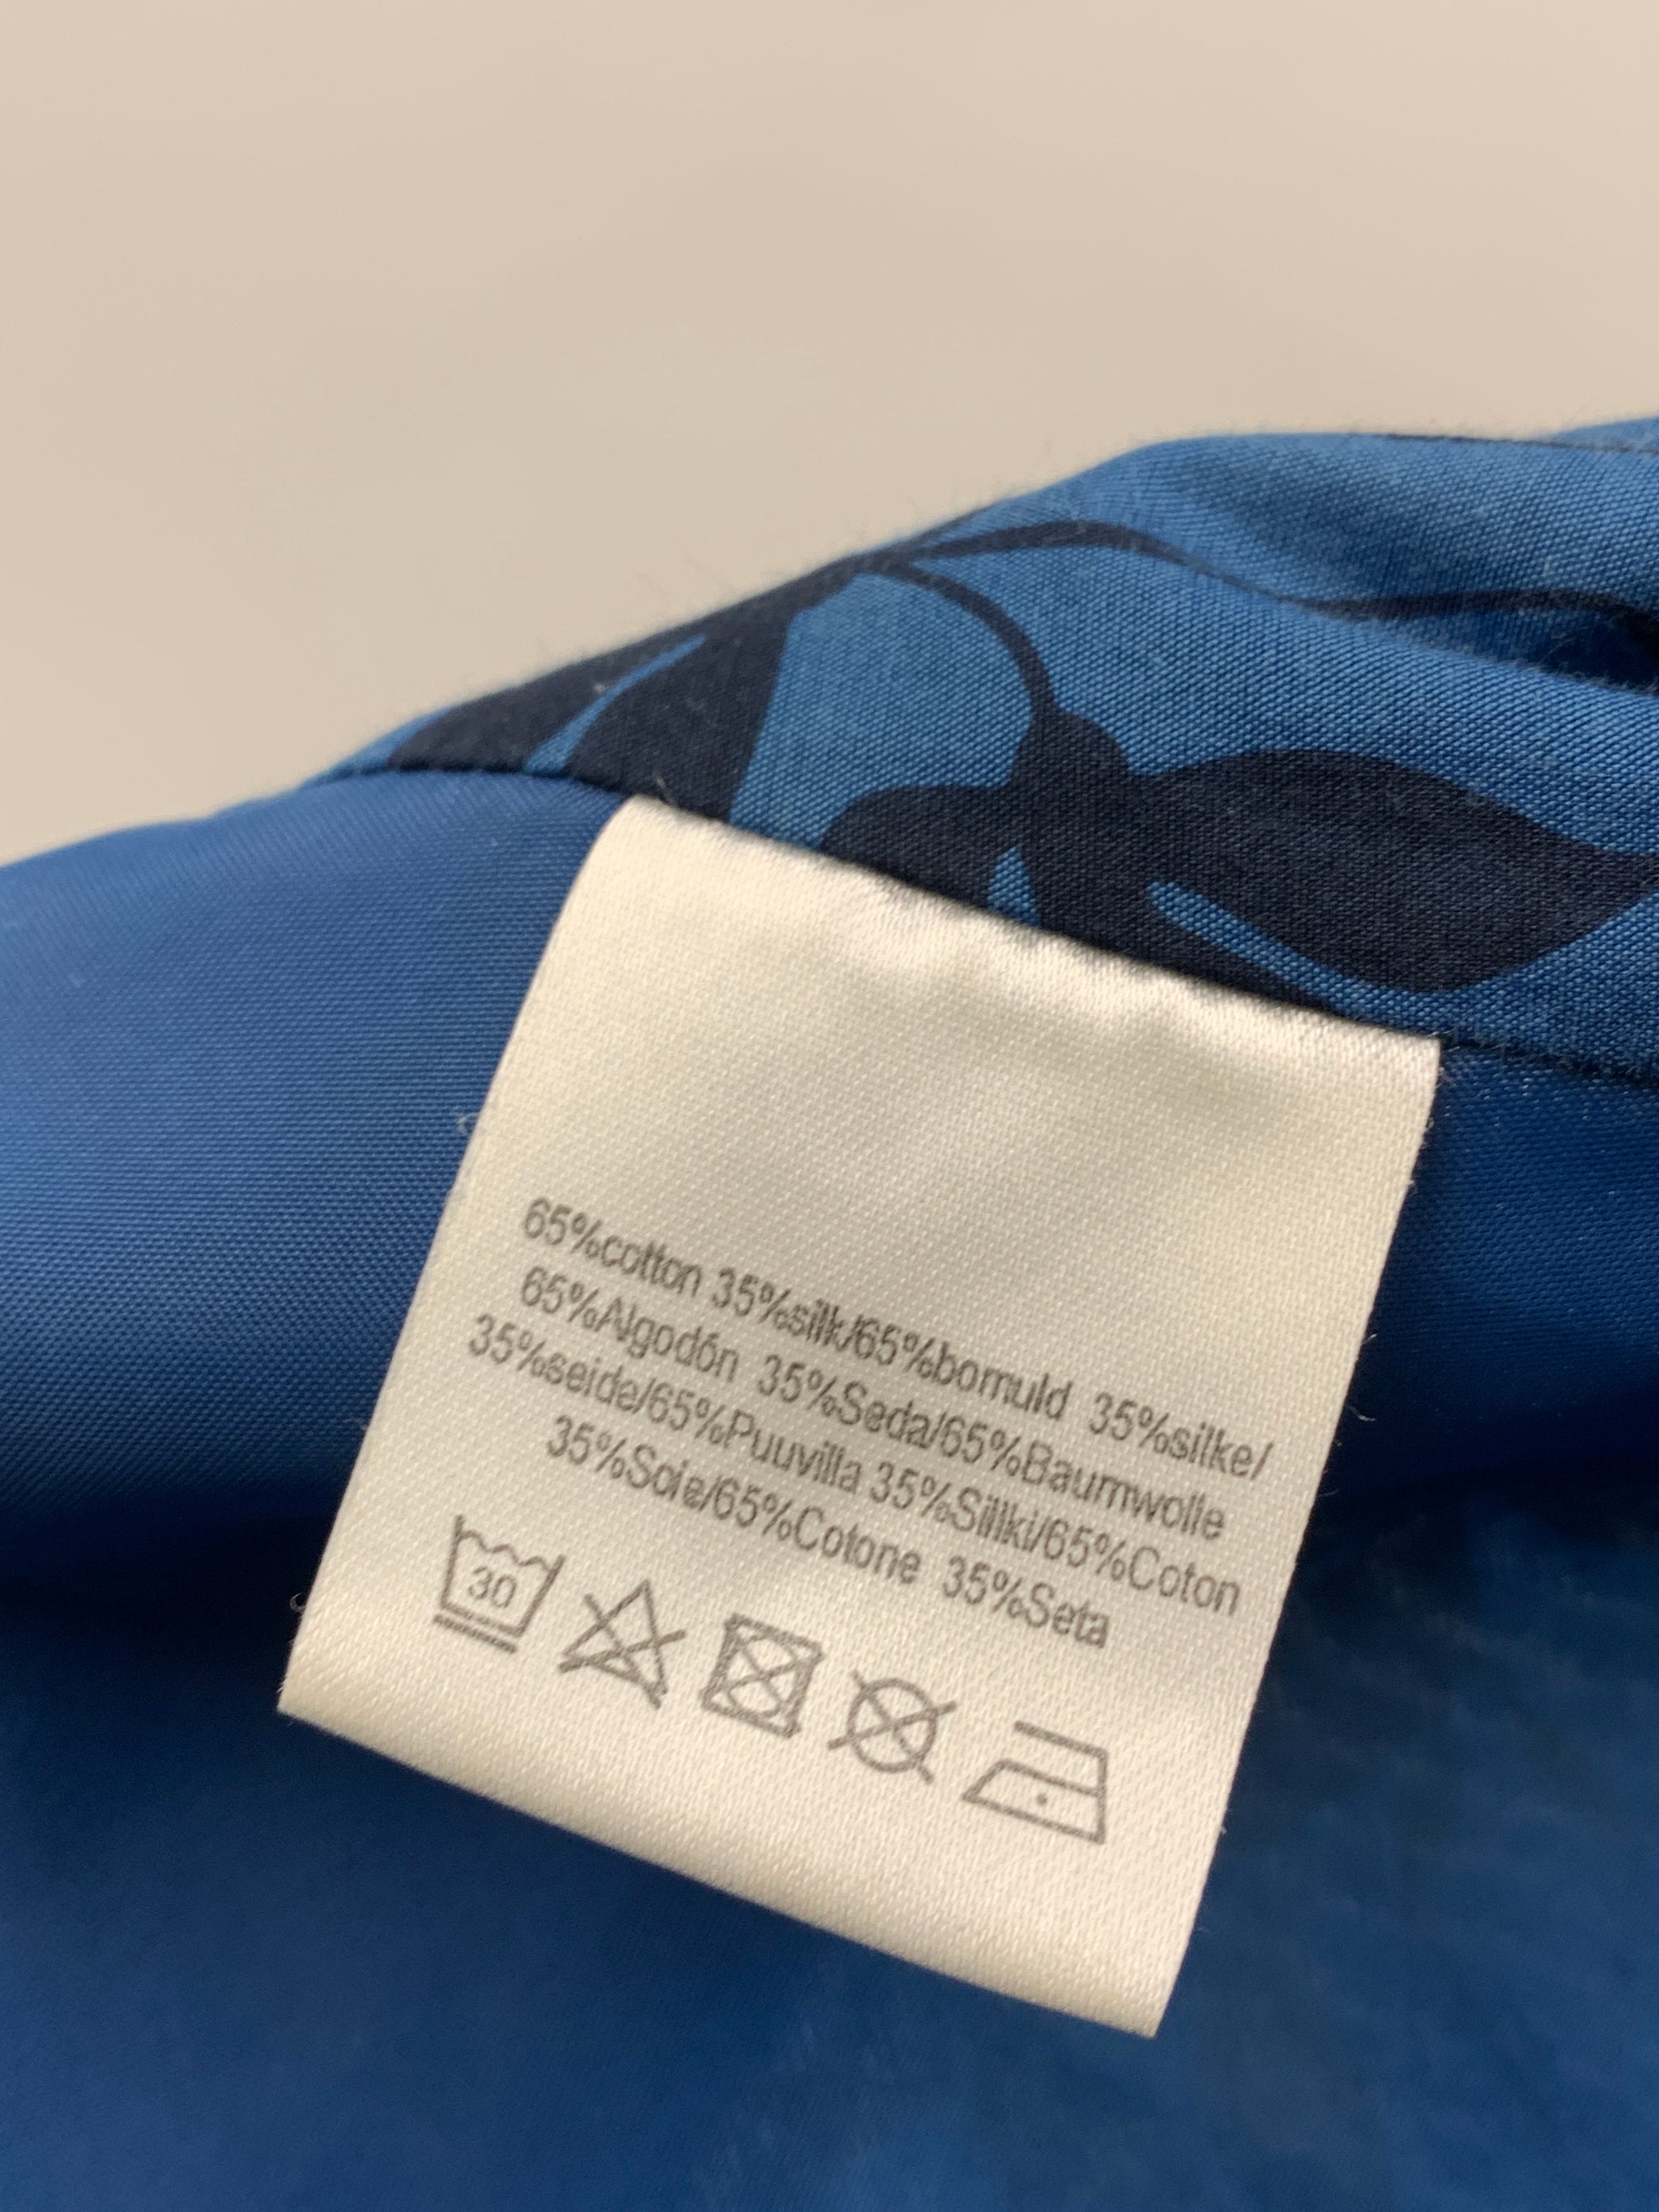 65%cotton 35%silk/65%bomuld 35%silke/
65%Algodón 35%Seda/65%Baumwolle
35%seide/65%Puuvilla 35%Sillki/65%Coton
35%Soie/65%Cotone 35%Seta
30